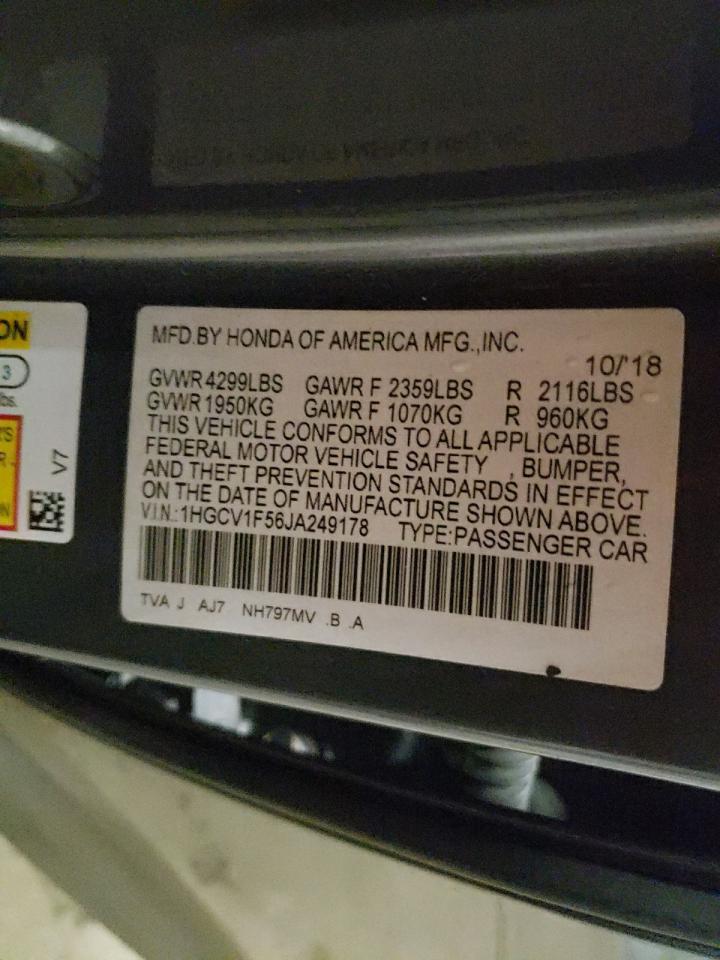 ON
3
lbs.
V7
MFD.BY HONDA OF AMERICA MFG.,INC.
10/'18
GVWR 4299LBS GAWR F 2359LBS R 2116LBS
GVWR 1950KG GAWR F 1070KG R 960KG
THIS VEHICLE CONFORMS TO ALL APPLICABLE
FEDERAL MOTOR VEHICLE SAFETY , BUMPER,
AND THEFT PREVENTION STANDARDS IN EFFECT
ON THE DATE OF MANUFACTURE SHOWN ABOVE.
V.I.N.:1HGCV1F56JA249178 TYPE:PASSENGER CAR
TVA J AJ7 NH797MV .B .A